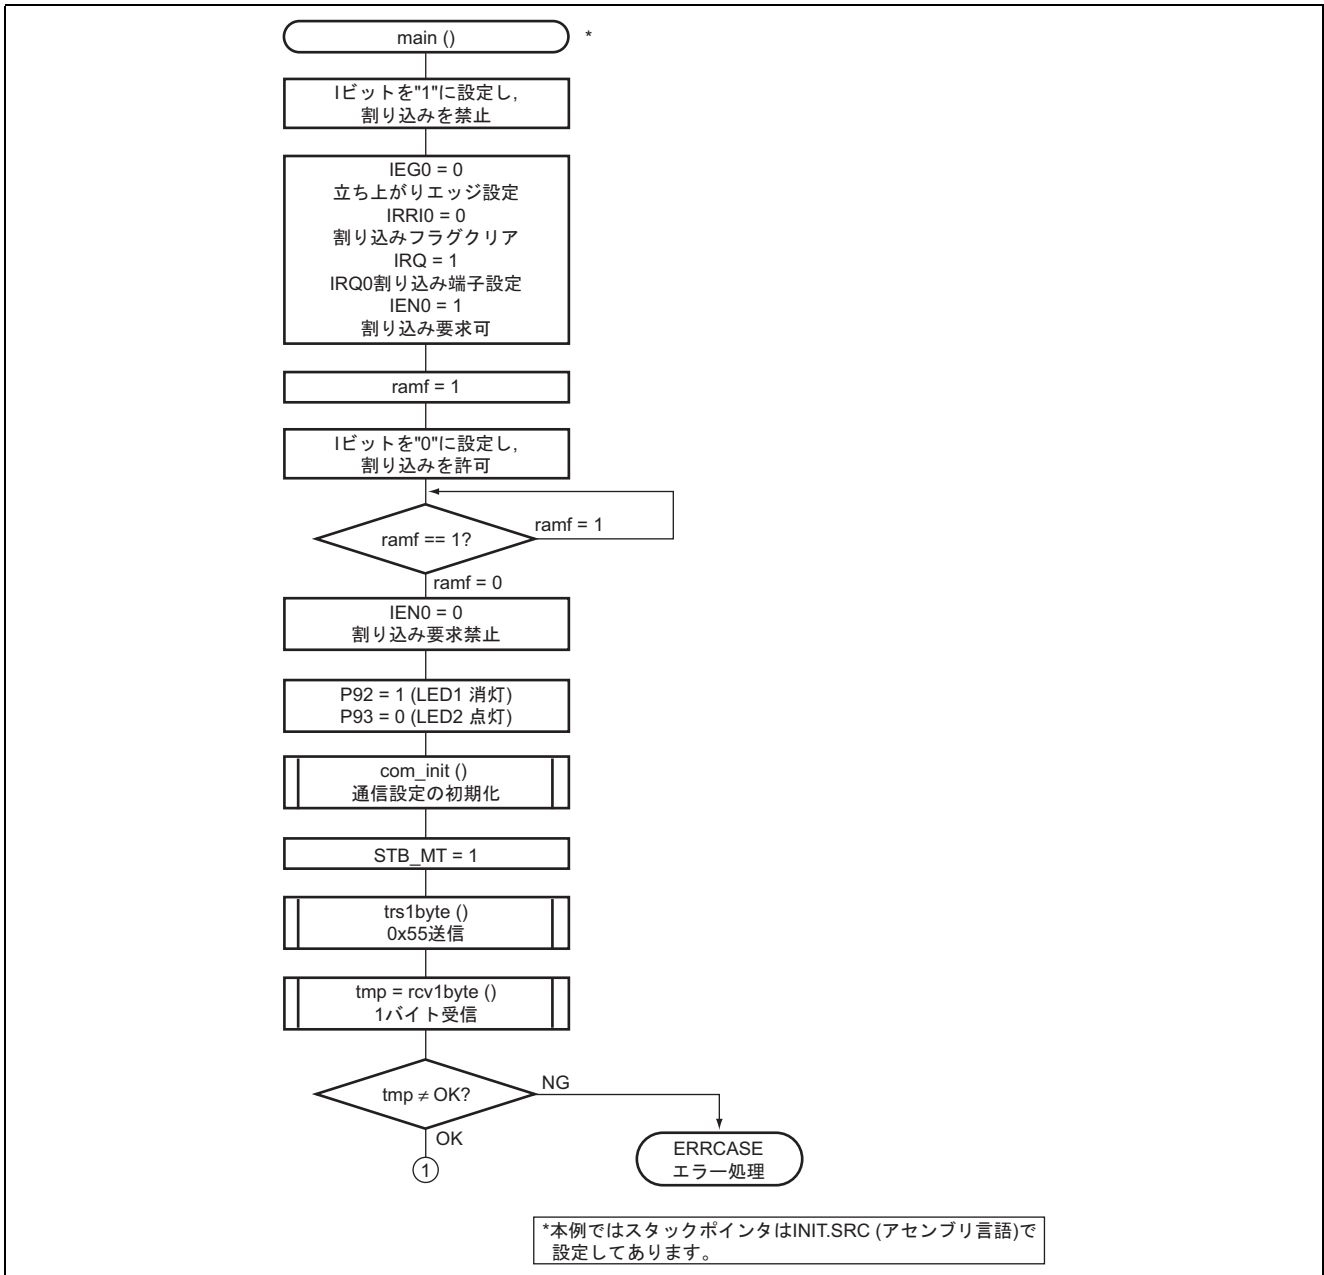 main ()
*
Iビットを"1"に設定し,
割り込みを禁止
IEG0 = 0
立ち上がりエッジ設定
IRRI0 = 0
割り込みフラグクリア
IRQ = 1
IRQ0割り込み端子設定
IEN0 = 1
割り込み要求可
ramf = 1
Iビットを"0"に設定し,
割り込みを許可
ramf == 1?
ramf = 1
ramf = 0
IEN0 = 0
割り込み要求禁止
P92 = 1 (LED1 消灯)
P93 = 0 (LED2 点灯)
com_init ()
通信設定の初期化
STB_MT = 1
trs1byte ()
0x55送信
tmp = rcv1byte ()
1バイト受信
tmp ≠ OK?
NG
OK
1
ERRCASE
エラー処理
*本例ではスタックポインタはINIT.SRC (アセンブリ言語)で
設定してあります。